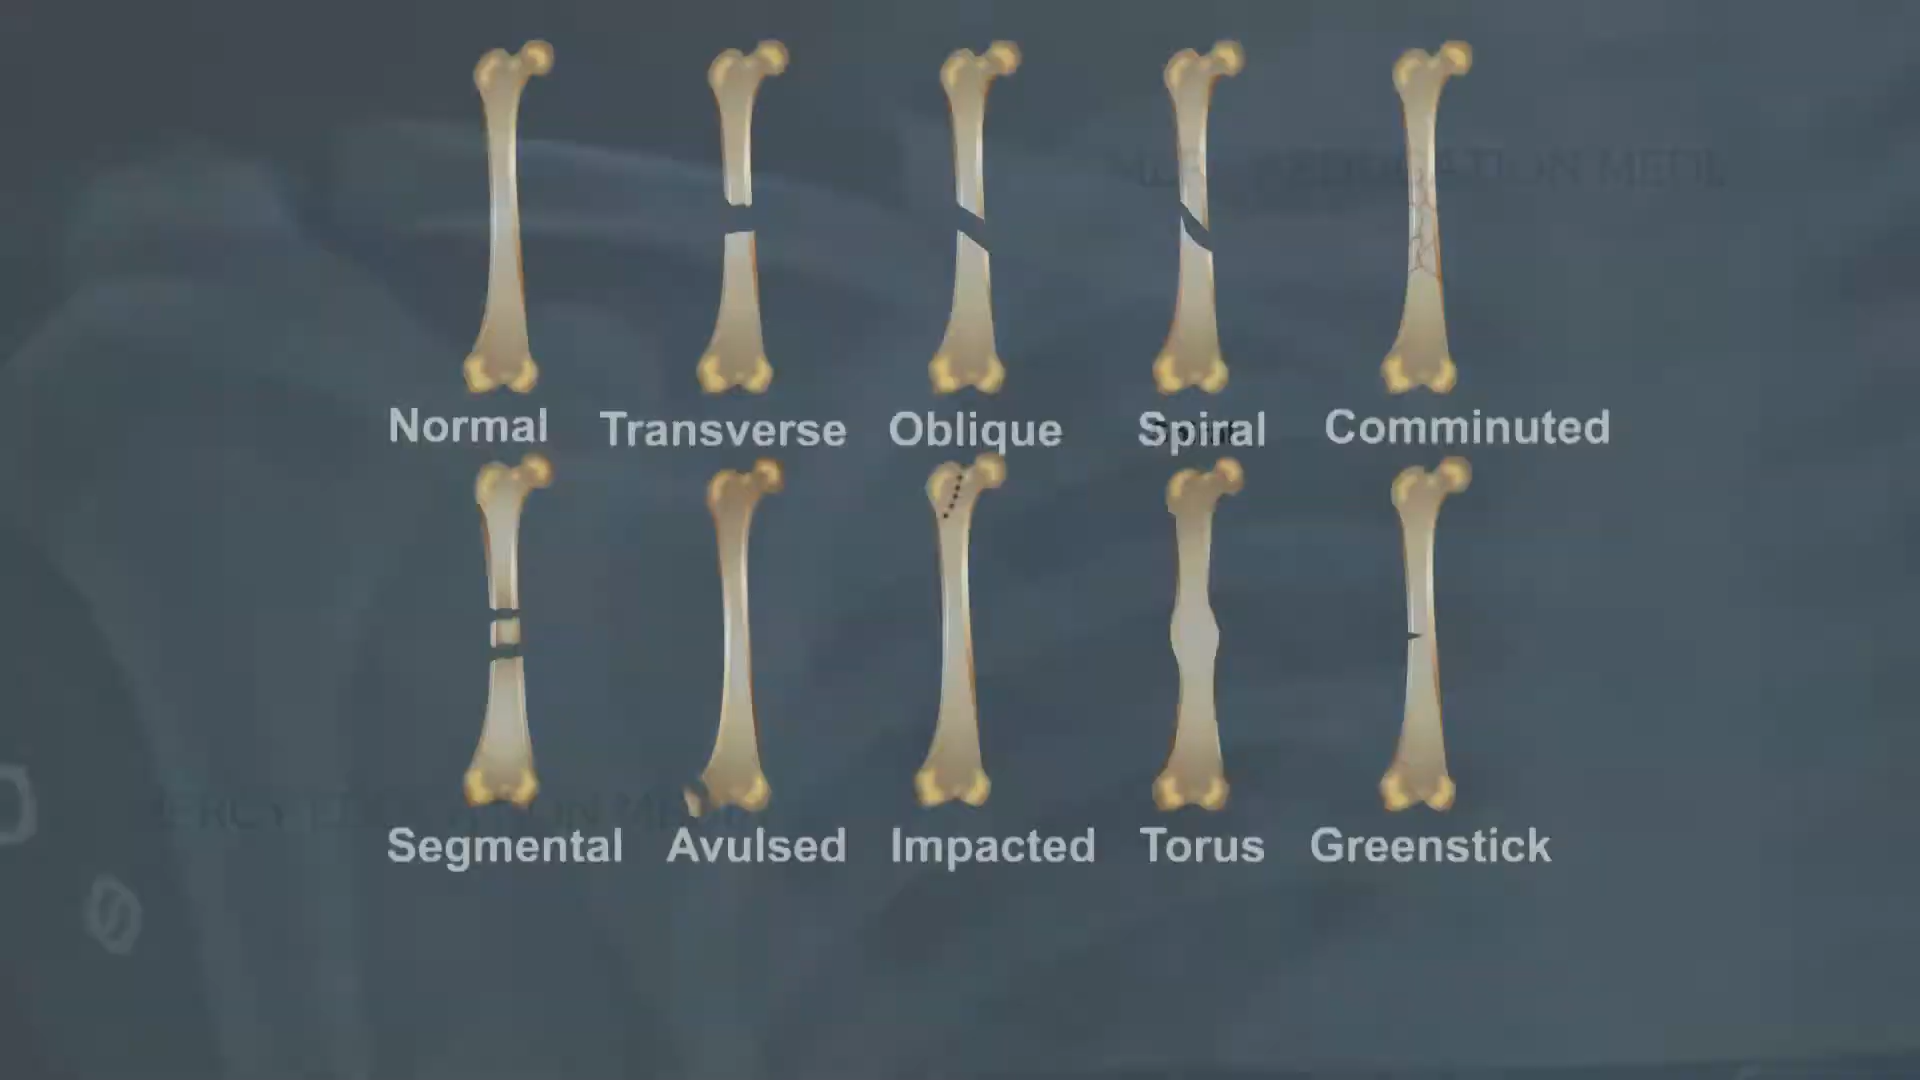 Normal Transverse Oblique Spiral Comminuted
Segmental Avulsed Impacted Torus Greenstick